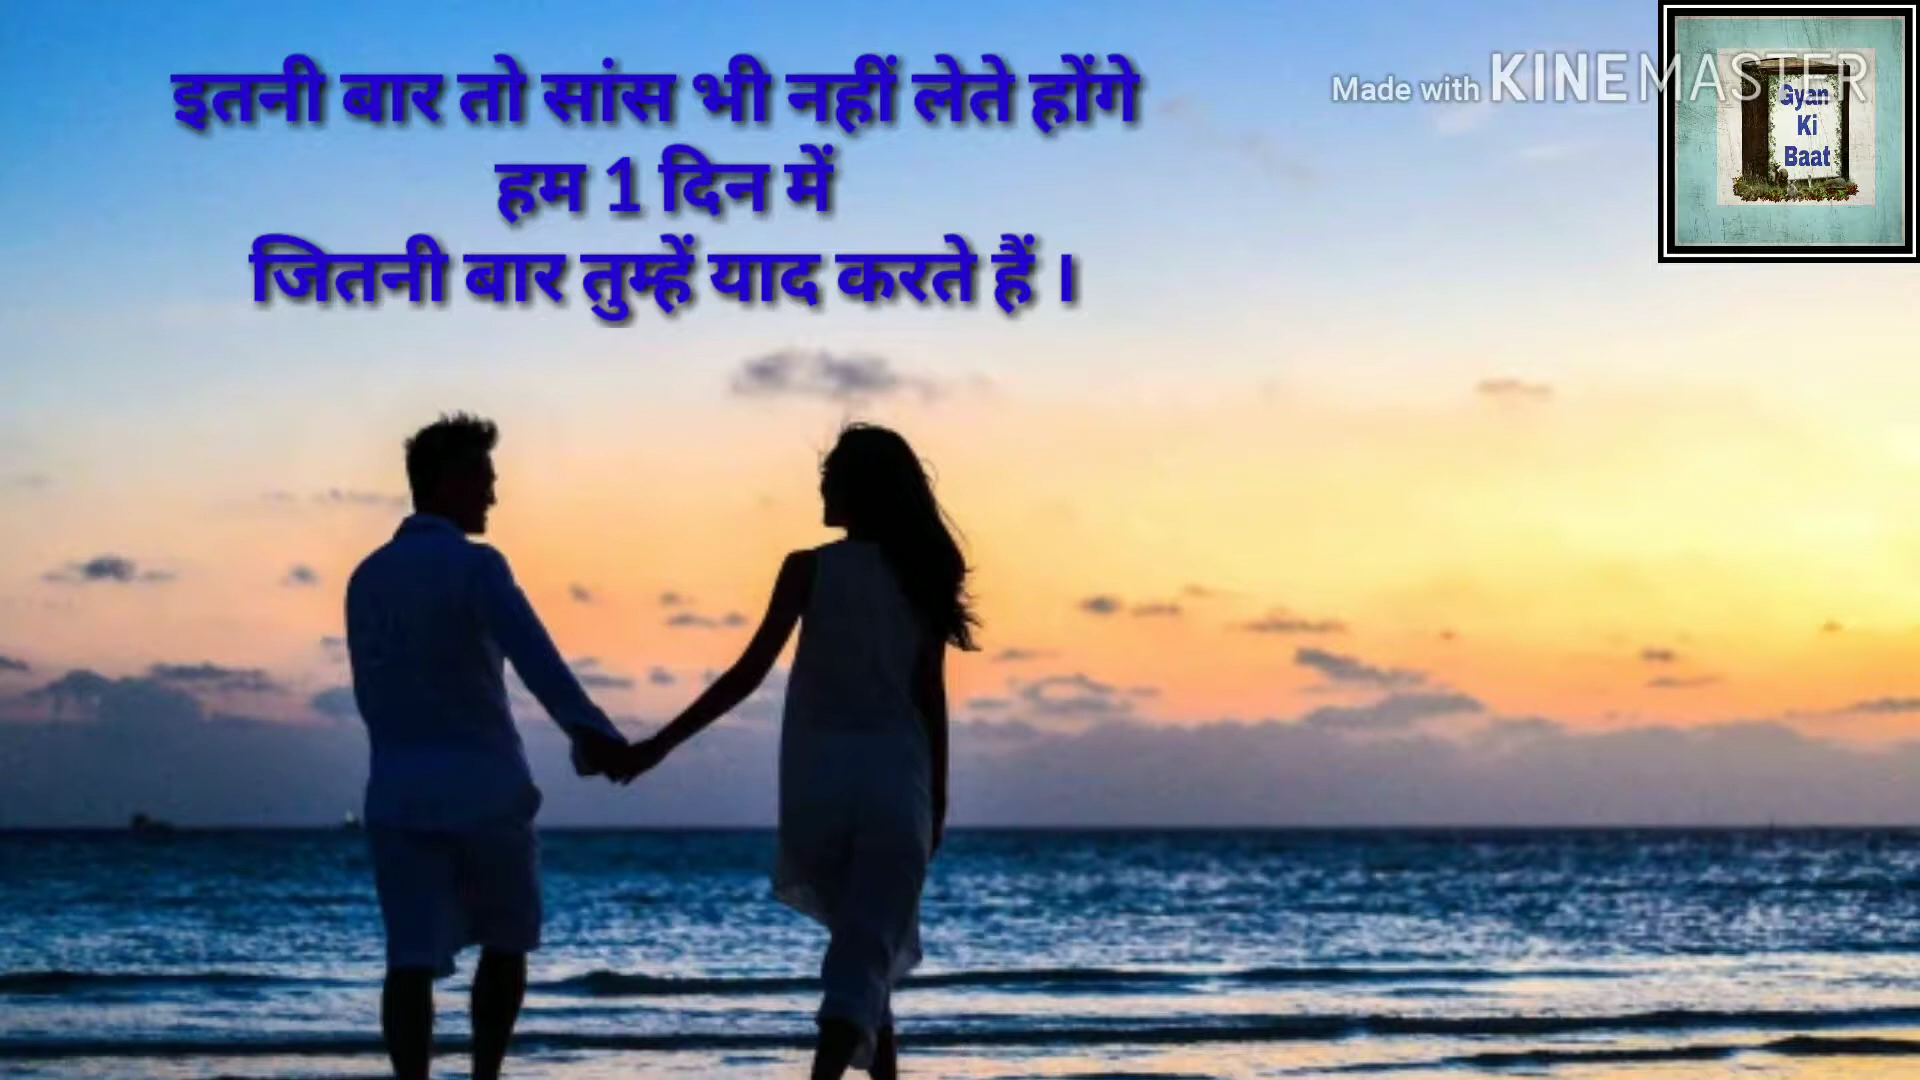 इतनी बार तो सांस भी नहीं लेते होंगे
हम 1 दिन में
जितनी बार तुम्हें याद करते हैं ।
Made with KINEMASTER
Gyan
Ki
Baat